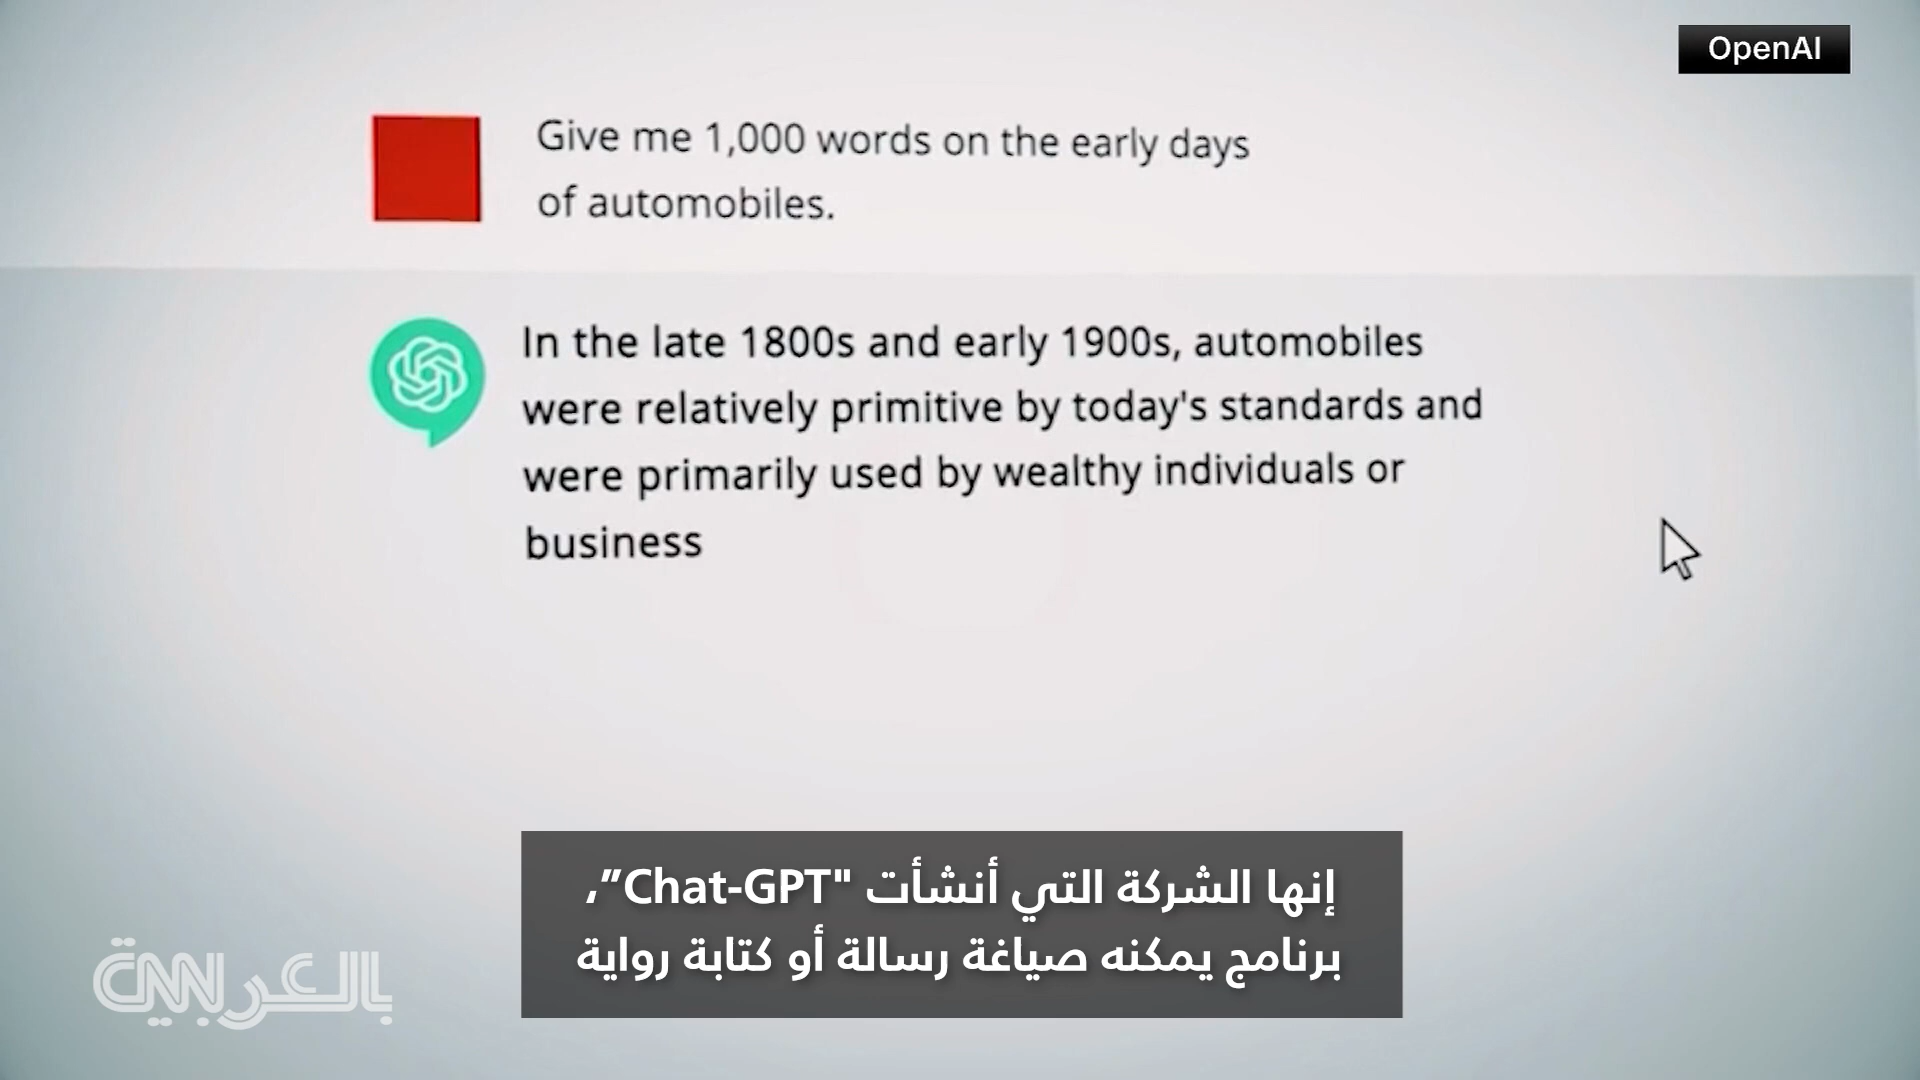 OpenAI
Give me 1,000 words on the early days
of automobiles.
In the late 1800s and early 1900s, automobiles
were relatively primitive by today's standards and
were primarily used by wealthy individuals or
business
إنها الشركة التي أنشأت "Chat-GPT”،
برنامج يمكنه صياغة رسالة أو كتابة رواية
CNN بالعربية